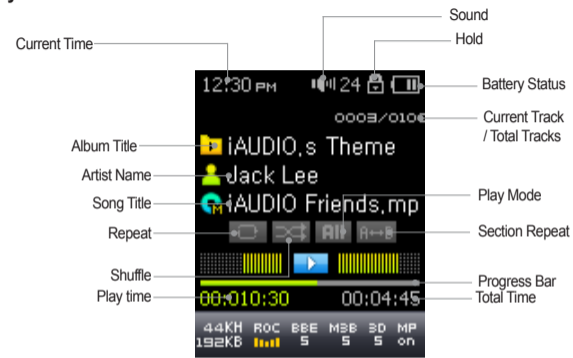 Sound
Hold
Current Time
12:30 PM 24
Battery Status
0003/0106
Current Track
/ Total Tracks
Album Title
iAUDIO,s Theme
Artist Name
Jack Lee
Song Title
iAUDIO Friends,mp
Play Mode
Repeat
All
A↔B
Section Repeat
Shuffle
Progress Bar
Play time
00:010:30
00:04:45
Total Time
44KH ROC BBE M3B 3D MP
192KB 5 5 5 on